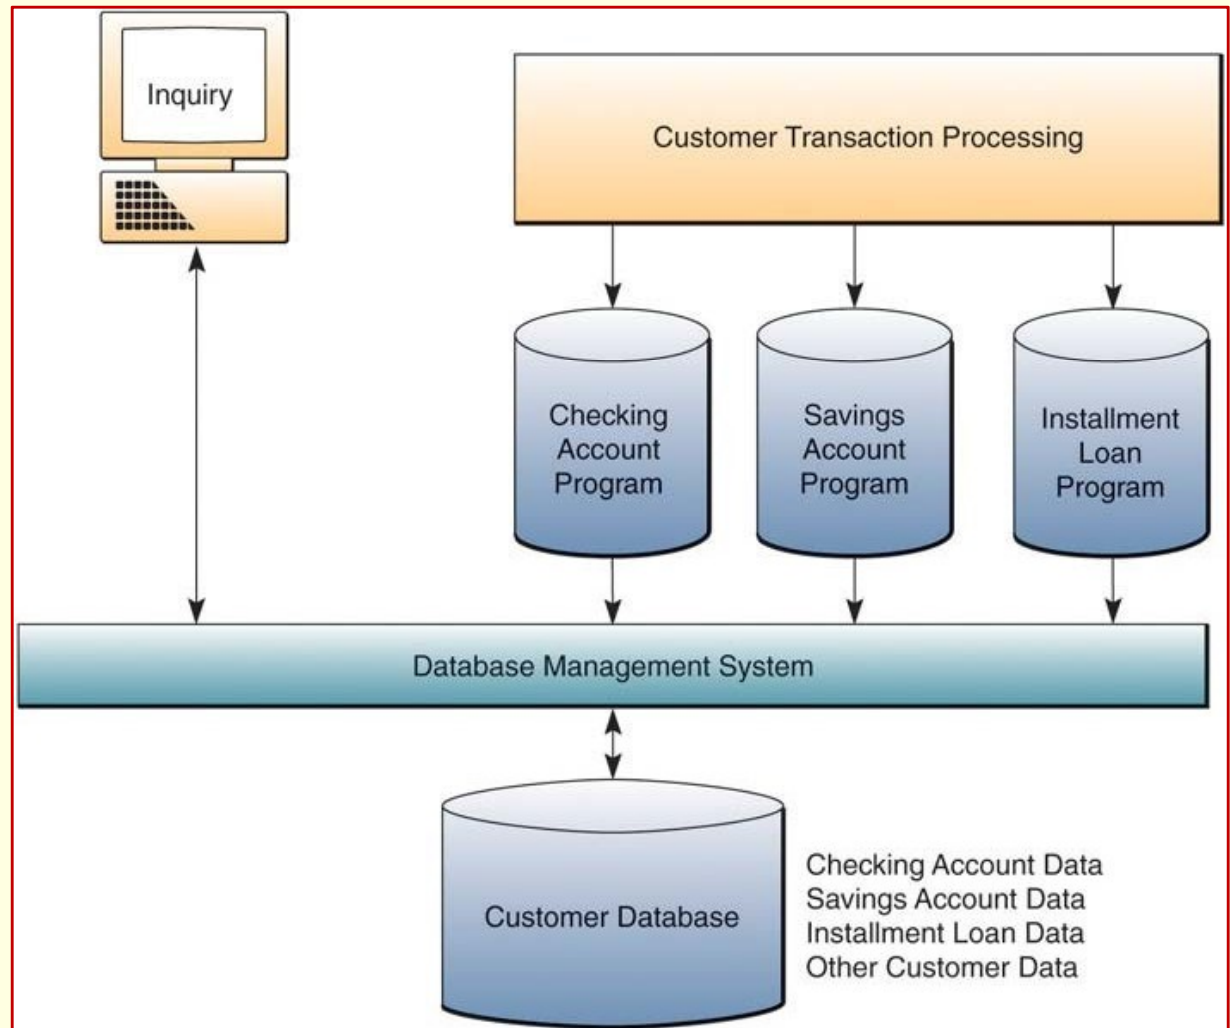 Inquiry
Customer Transaction Processing
Checking
Account
Program
Savings
Account
Program
Installment
Loan
Program
Database Management System
Customer Database
Checking Account Data
Savings Account Data
Installment Loan Data
Other Customer Data